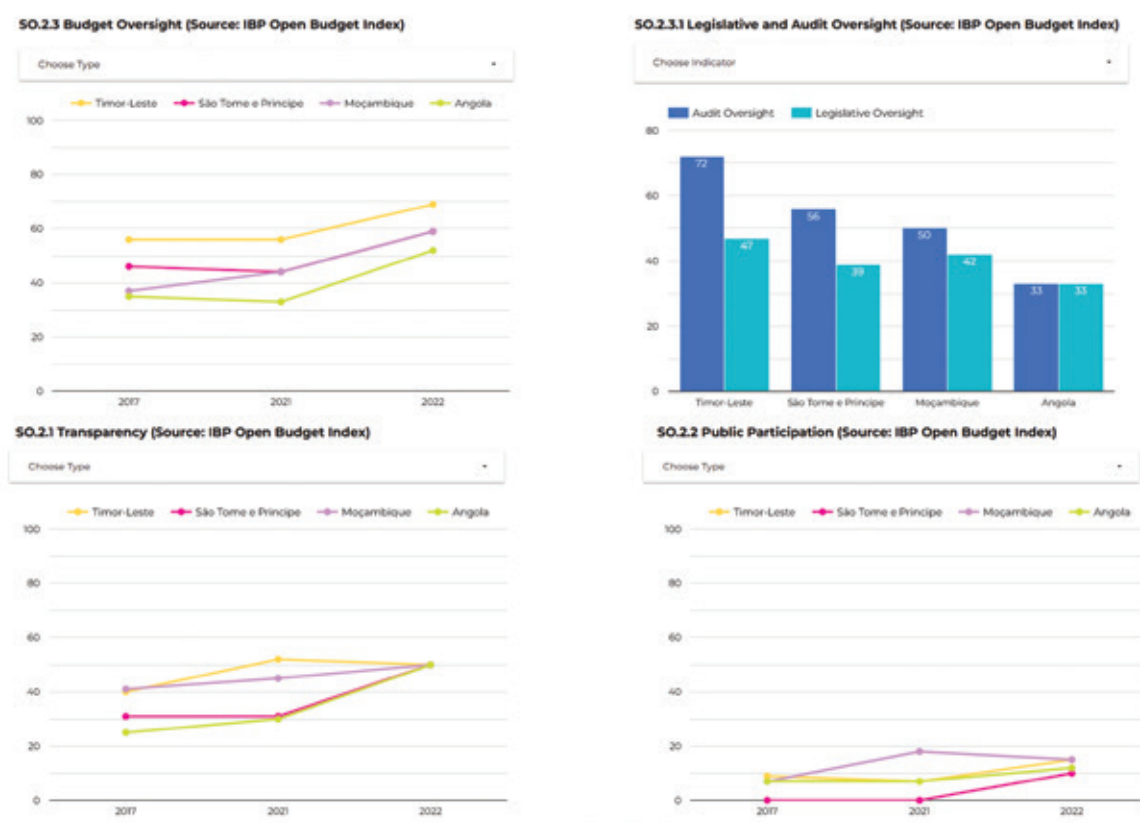 SO.2.3 Budget Oversight (Source: IBP Open Budget Index)
Choose Type
Timor-Leste São Tome e Principe Moçambique Angola
100
80
60
40
20
0
2017 2021 2022
SO.2.3.1 Legislative and Audit Oversight (Source: IBP Open Budget Index)
Choose Indicator
Audit Oversight Legislative Oversight
80
60
40
20
0
72 47 56 39 50 42 33 33
Timor-Leste São Tome e Principe Moçambique Angola
SO.2.1 Transparency (Source: IBP Open Budget Index)
Choose Type
Timor-Leste São Tome e Principe Moçambique Angola
100
80
60
40
20
0
2017 2021 2022
SO.2.2 Public Participation (Source: IBP Open Budget Index)
Choose Type
Timor-Leste São Tome e Principe Moçambique Angola
100
80
60
40
20
0
2017 2021 2022